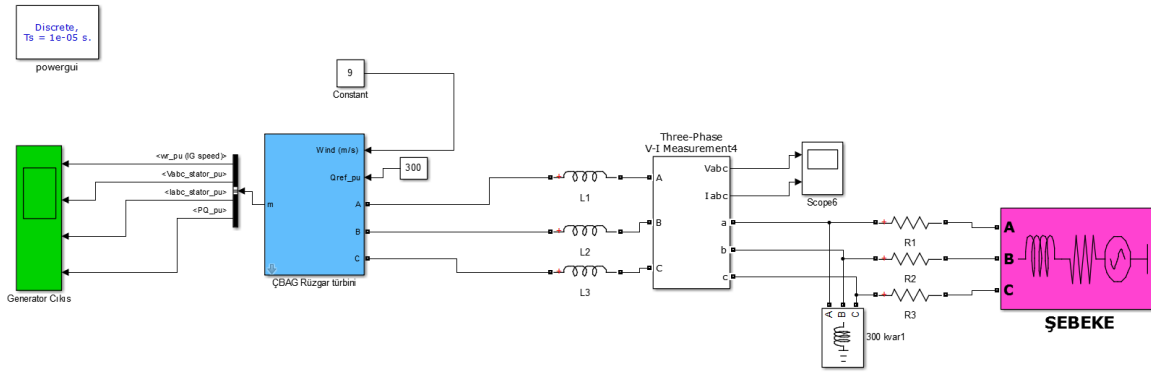 Discrete,
Ts = 1e-05 s.
powergui
9
Constant
<wr_pu (IG speed)>
<Vabc_stator_pu>
<Iabc_stator_pu>
<PQ_pu>
Generator Cıkıs
m
Wind (m/s)
Qref_pu
A
B
C
ÇBAG Rüzgar türbini
300
L1
L2
L3
Three-Phase
V-I Measurement4
A
B
C
Vabc
Iabc
a
b
c
Scope6
A B C
300 kvar1
R1
R2
R3
A
B
C
ŞEBEKE